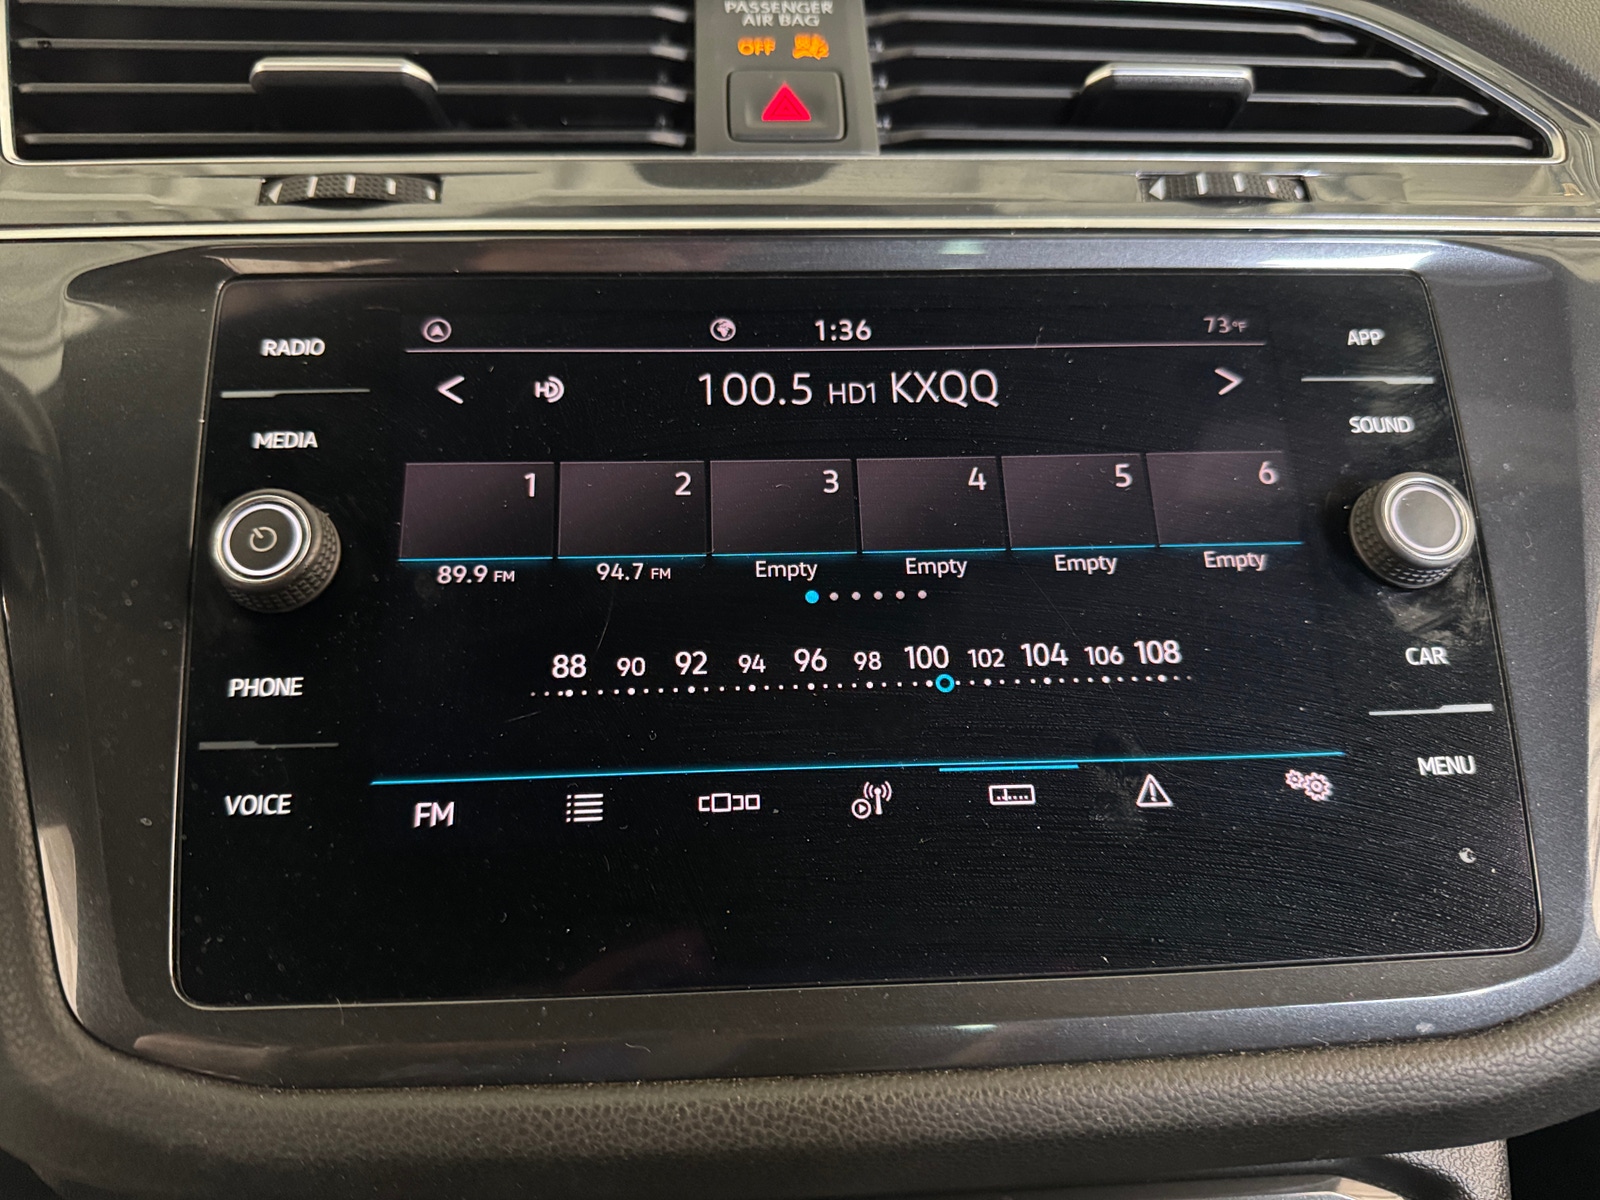 PASSENGER
AIR BAG
OFF
1:36
73°F
RADIO
MEDIA
PHONE
VOICE
APP
SOUND
CAR
MENU
< HD 100.5 HD1 KXQQ >
1 2 3 4 5 6
89.9 FM 94.7 FM Empty Empty Empty Empty
88 90 92 94 96 98 100 102 104 106 108
FM